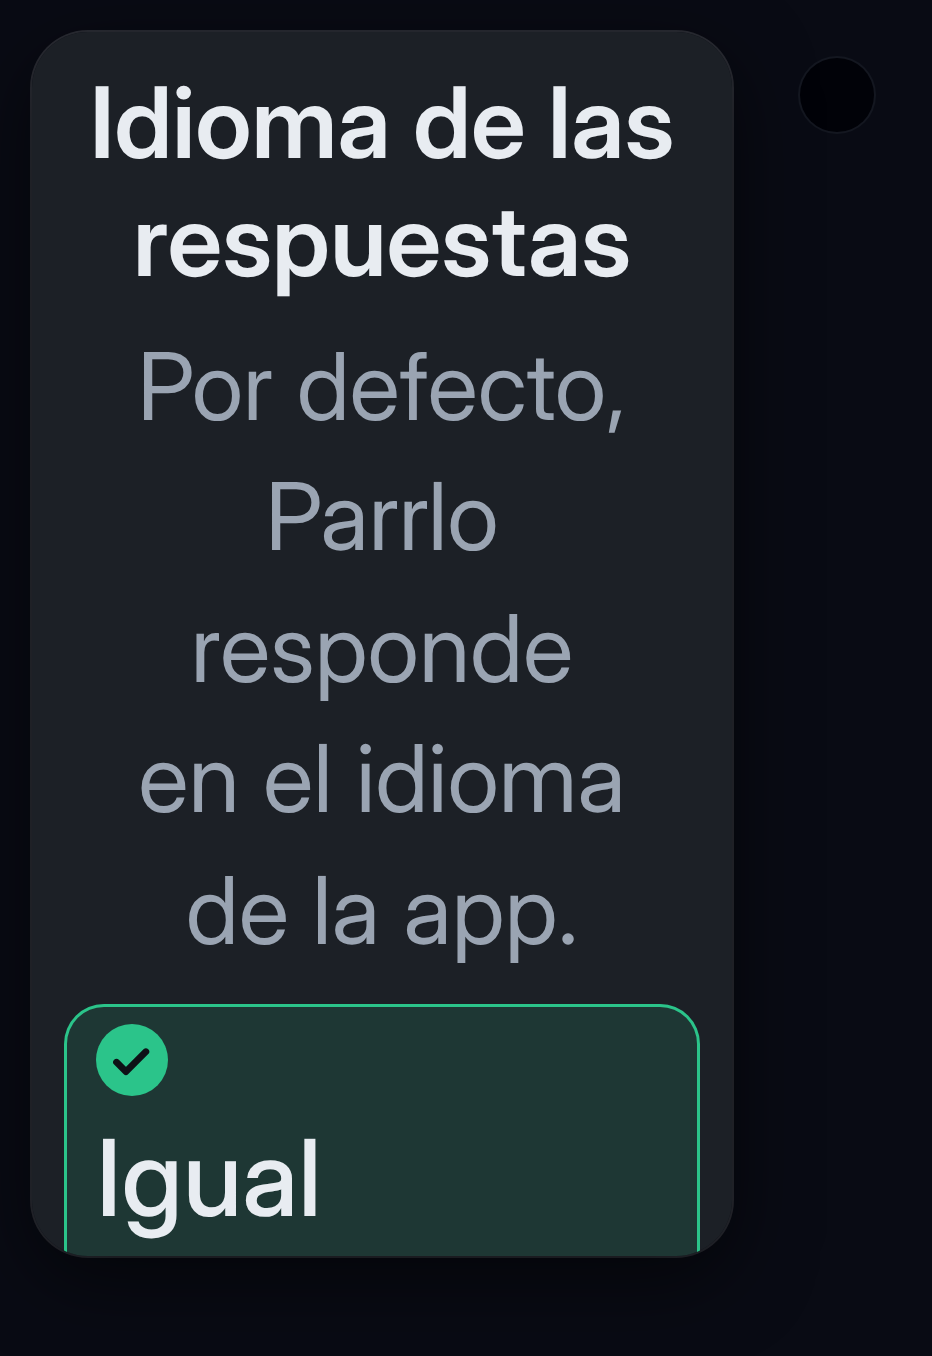 Idioma de las
respuestas
Por defecto,
Parrlo
responde
en el idioma
de la app.
Igual